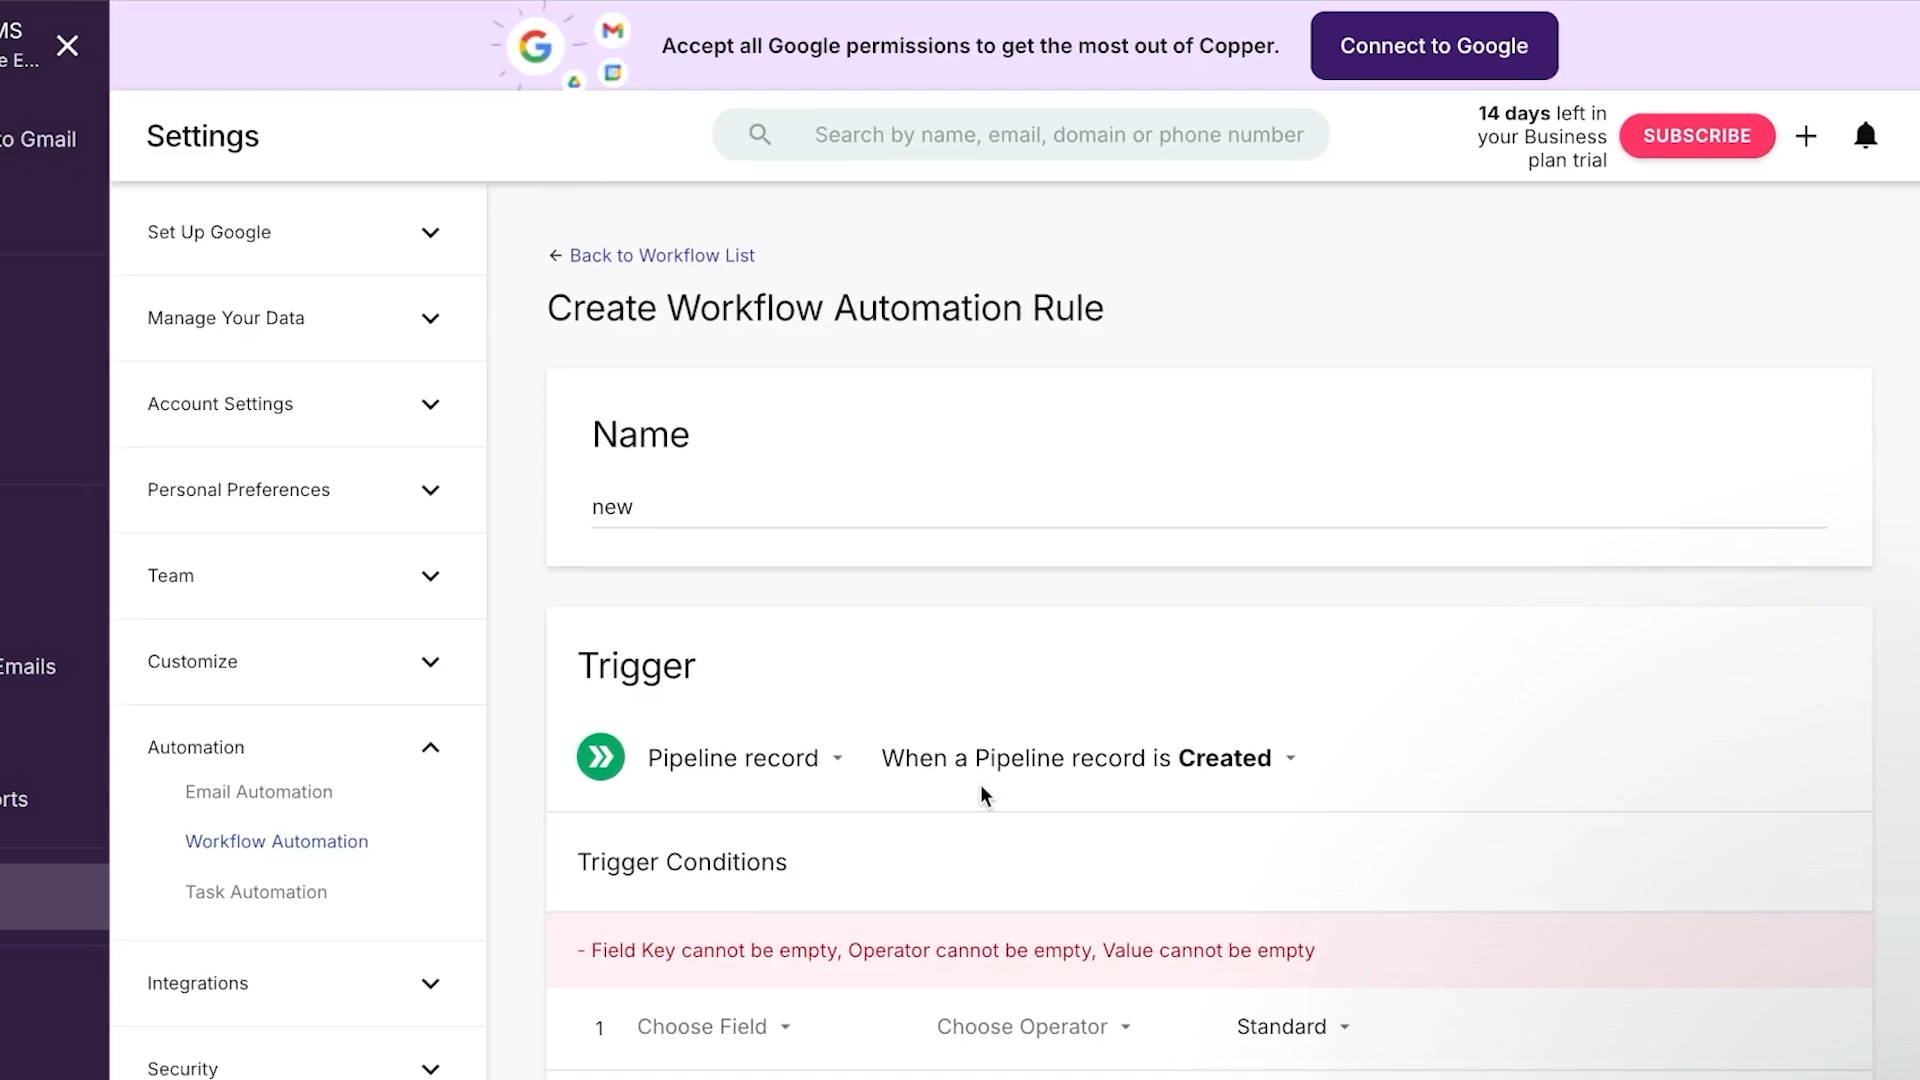 MS
e E...
Accept all Google permissions to get the most out of Copper.
Connect to Google
to Gmail
Settings
Search by name, email, domain or phone number
14 days left in
your Business
plan trial
SUBSCRIBE
Set Up Google
Manage Your Data
Account Settings
Personal Preferences
Team
Customize
Automation
Email Automation
Workflow Automation
Task Automation
Integrations
Security
Emails
orts
← Back to Workflow List
Create Workflow Automation Rule
Name
new
Trigger
Pipeline record When a Pipeline record is Created
Trigger Conditions
- Field Key cannot be empty, Operator cannot be empty, Value cannot be empty
1 Choose Field Choose Operator Standard